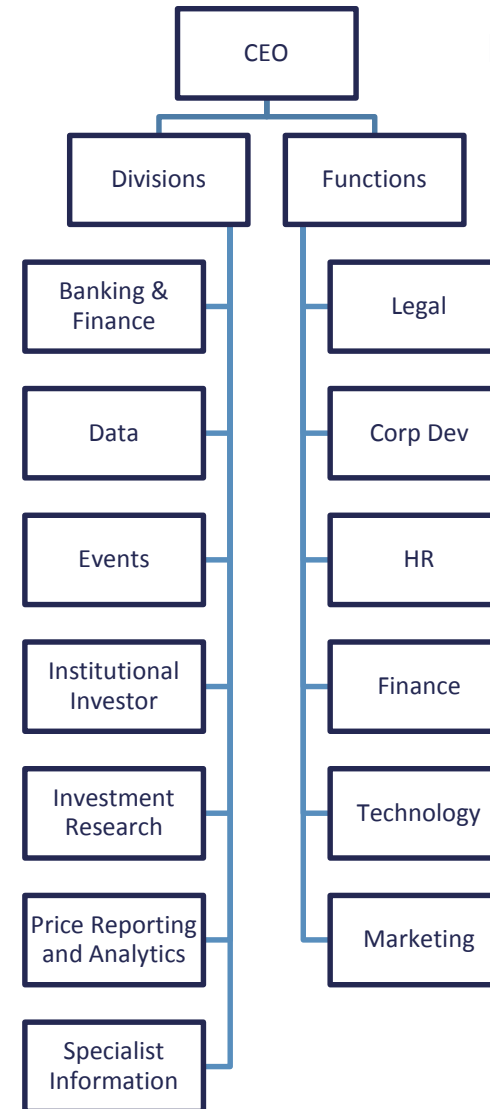 CEO
Divisions
Functions
Banking &
Finance
Data
Events
Institutional
Investor
Investment
Research
Price Reporting
and Analytics
Specialist
Information
Legal
Corp Dev
HR
Finance
Technology
Marketing